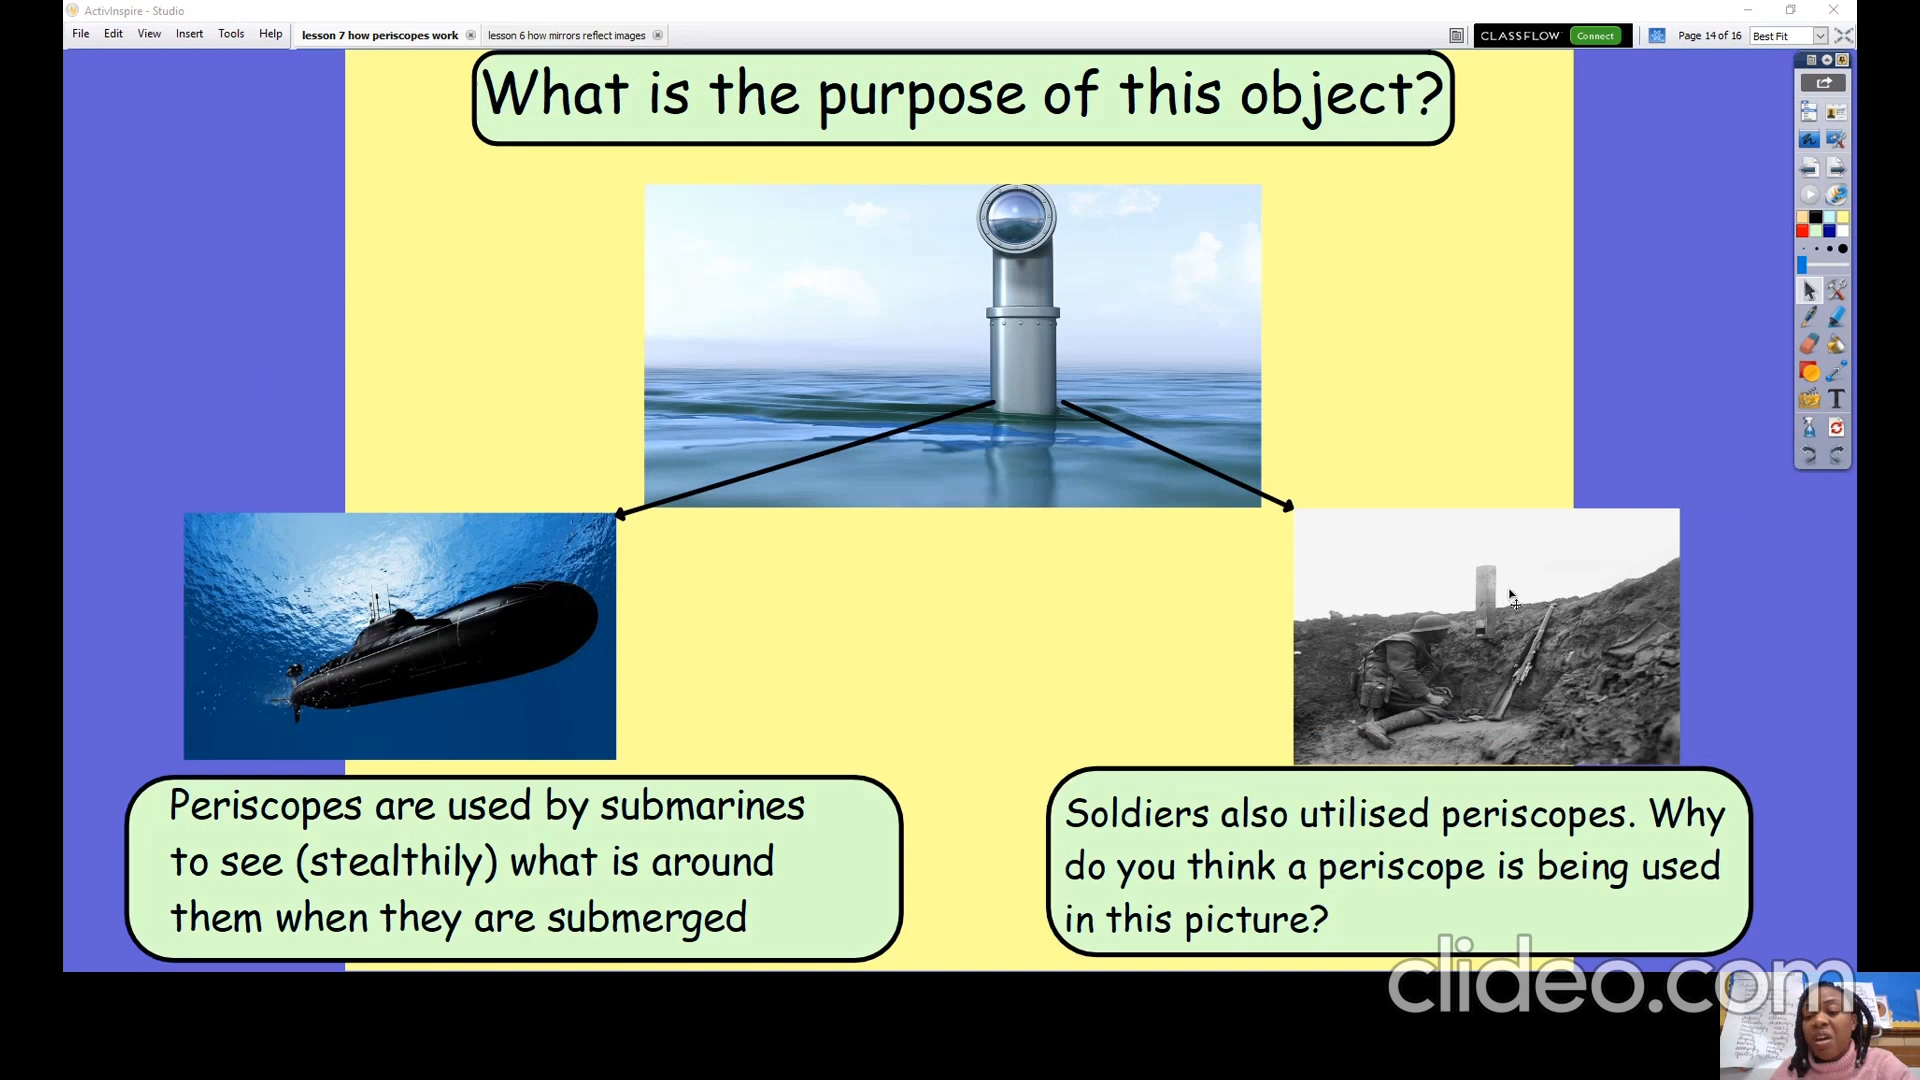 ActivInspire - Studio
File Edit View Insert Tools Help
lesson 7 how periscopes work
lesson 6 how mirrors reflect images
CLASSFLOW Connect
Page 14 of 16 Best Fit
What is the purpose of this object?
Periscopes are used by submarines
to see (stealthily) what is around
them when they are submerged
Soldiers also utilised periscopes. Why
do you think a periscope is being used
in this picture?
clideo.com